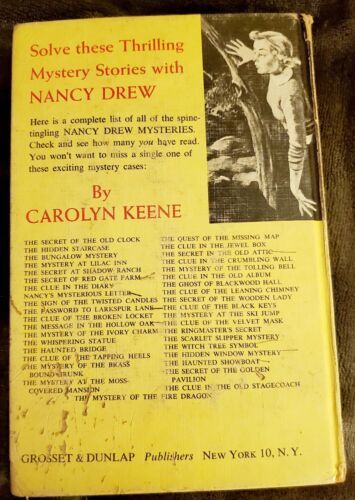 Solve these Thrilling
Mystery Stories with
NANCY DREW
Here is a complete list of all of the spine-
tingling NANCY DREW MYSTERIES.
Check and see how many you have read.
You won't want to miss a single one of
these exciting mystery cases:
By
CAROLYN KEENE
THE SECRET OF THE OLD CLOCK
THE HIDDEN STAIRCASE
THE BUNGALOW MYSTERY
THE MYSTERY AT LILAC INN
THE SECRET AT SHADOW RANCH
THE SECRET OF RED GATE FARM
THE CLUE IN THE DIARY
NANCY'S MYSTERIOUS LETTER
THE SIGN OF THE TWISTED CANDLES
THE PASSWORD TO LARKSPUR LANE
THE CLUE OF THE BROKEN LOCKET
THE MESSAGE IN THE HOLLOW OAK
THE MYSTERY OF THE IVORY CHARM
THE WHISPERING STATUE
THE HAUNTED BRIDGE
THE CLUE OF THE TAPPING HEELS
THE MYSTERY OF THE BRASS
BOUND TRUNK
THE MYSTERY AT THE MOSS-
COVERED MANSION
THE QUEST OF THE MISSING MAP
THE CLUE IN THE JEWEL BOX
THE SECRET IN THE OLD ATTIC
THE CLUE IN THE CRUMBLING WALL
THE MYSTERY OF THE TOLLING BELL
THE CLUE IN THE OLD ALBUM
THE GHOST OF BLACKWOOD HALL
THE CLUE OF THE LEANING CHIMNEY
THE SECRET OF THE WOODEN LADY
THE CLUE OF THE BLACK KEYS
THE MYSTERY AT THE SKI JUMP
THE CLUE OF THE VELVET MASK
THE RINGMASTER'S SECRET
THE SCARLET SLIPPER MYSTERY
THE WITCH TREE SYMBOL
THE HIDDEN WINDOW MYSTERY
THE HAUNTED SHOWBOAT
THE SECRET OF THE GOLDEN
PAVILION
THE CLUE IN THE OLD STAGECOACH
THE MYSTERY OF THE FIRE DRAGON
GROSSET & DUNLAP Publishers NEW YORK 10, N. Y.